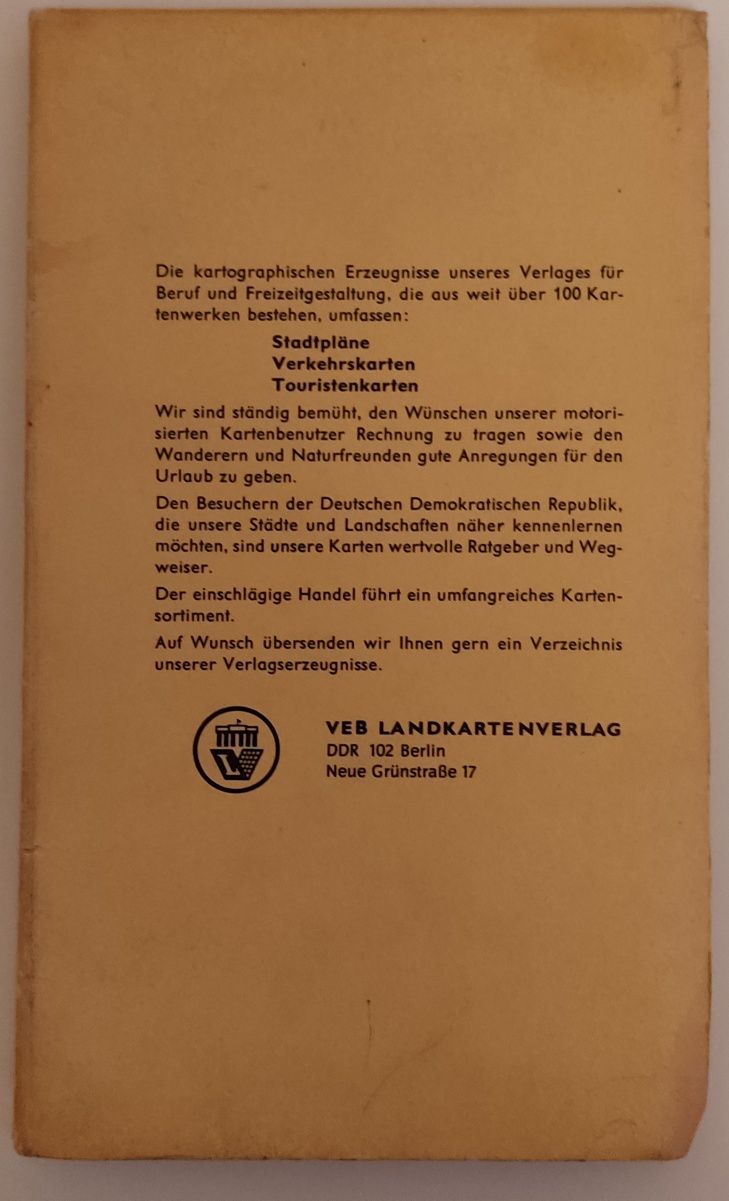 Die kartographischen Erzeugnisse unseres Verlages für
Beruf und Freizeitgestaltung, die aus weit über 100 Kar-
tenwerken bestehen, umfassen:
Stadtpläne
Verkehrskarten
Touristenkarten
Wir sind ständig bemüht, den Wünschen unserer motori-
sierten Kartenbenutzer Rechnung zu tragen sowie den
Wanderern und Naturfreunden gute Anregungen für den
Urlaub zu geben.
Den Besuchern der Deutschen Demokratischen Republik,
die unsere Städte und Landschaften näher kennenlernen
möchten, sind unsere Karten wertvolle Ratgeber und Weg-
weiser.
Der einschlägige Handel führt ein umfangreiches Karten-
sortiment.
Auf Wunsch übersenden wir Ihnen gern ein Verzeichnis
unserer Verlagserzeugnisse.
LV
VEB LANDKARTENVERLAG
DDR 102 Berlin
Neue Grünstraße 17